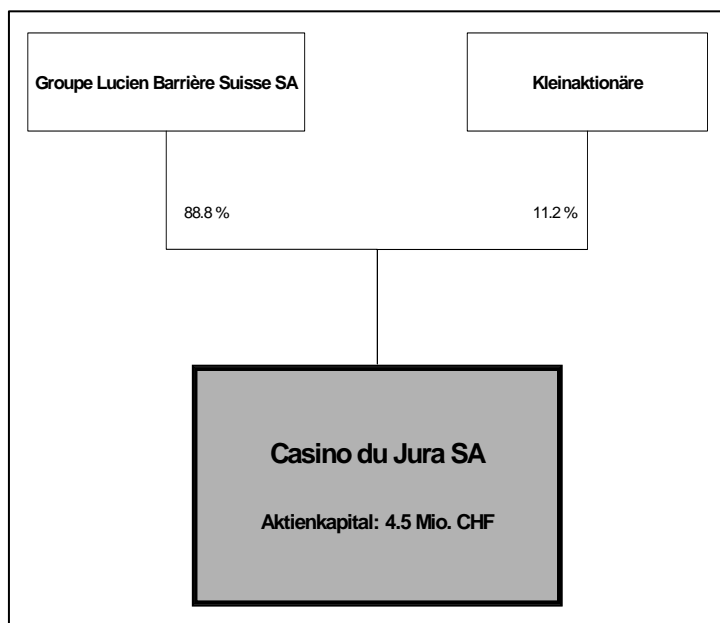 Groupe Lucien Barrière Suisse SA
Kleinaktionäre
88.8 %
11.2 %
Casino du Jura SA
Aktienkapital: 4.5 Mio. CHF